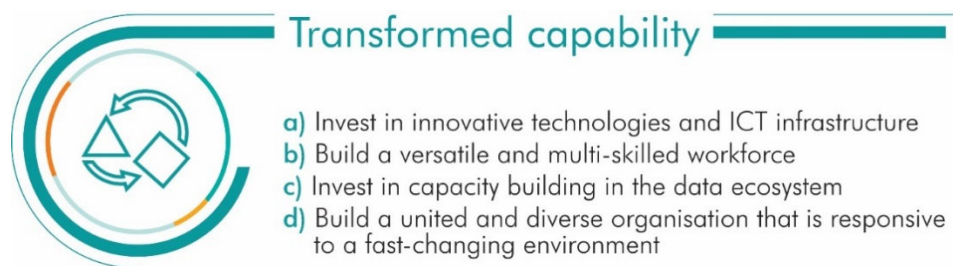 Transformed capability
a) Invest in innovative technologies and ICT infrastructure
b) Build a versatile and multi-skilled workforce
c) Invest in capacity building in the data ecosystem
d) Build a united and diverse organisation that is responsive
to a fast-changing environment